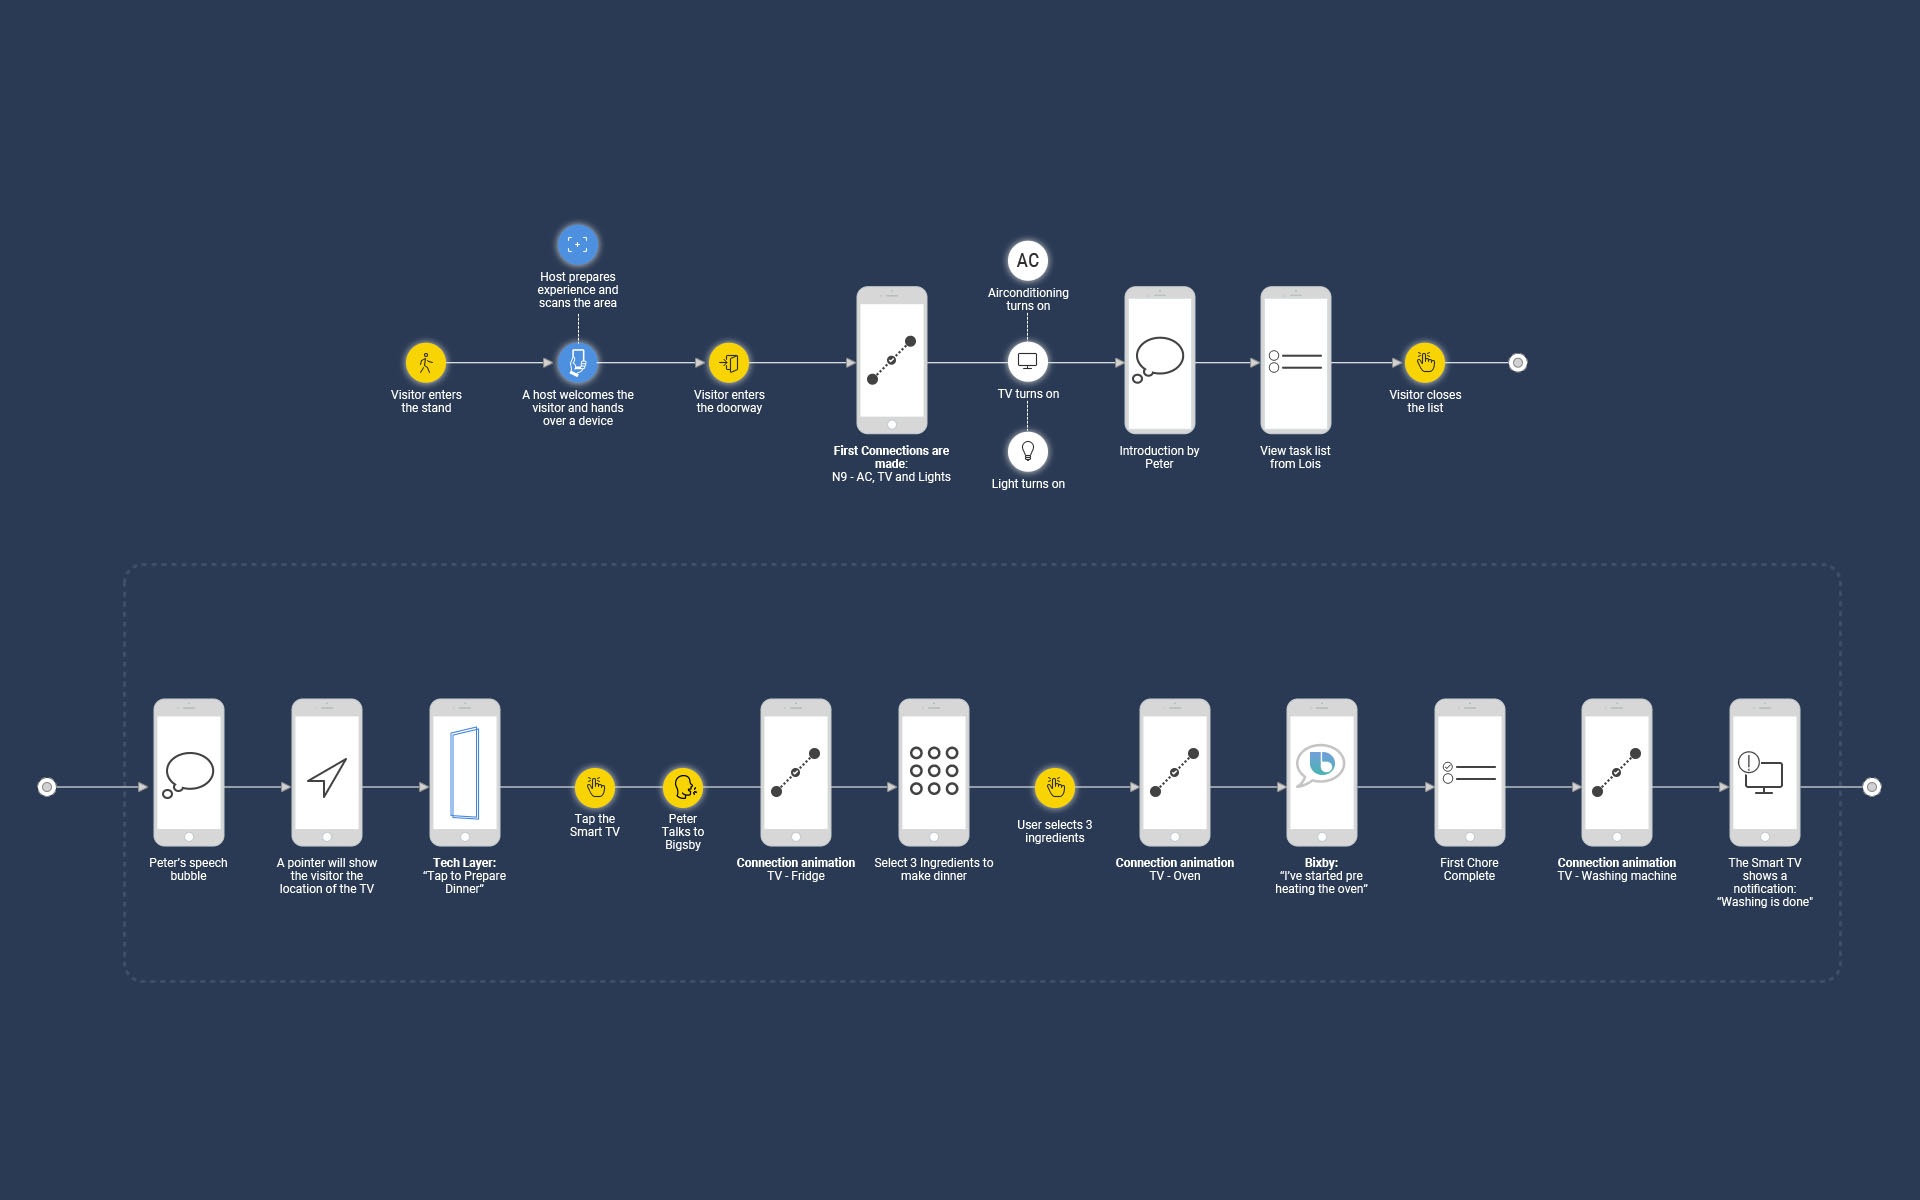 Host prepares
experience and
scans the area
Visitor enters
the stand
A host welcomes the
visitor and hands
over a device
Visitor enters
the doorway
First Connections are
made:
N9 - AC, TV and Lights
AC
Airconditioning
turns on
TV turns on
Light turns on
Introduction by
Peter
View task list
from Lois
Visitor closes
the list
Peter's speech
bubble
A pointer will show
the visitor the
location of the TV
Tech Layer:
“Tap to Prepare
Dinner”
Tap the
Smart TV
Peter
Talks to
Bigsby
Connection animation
TV - Fridge
Select 3 Ingredients to
make dinner
User selects 3
ingredients
Connection animation
TV - Oven
Bixby:
“I've started pre
heating the oven”
First Chore
Complete
Connection animation
TV - Washing machine
The Smart TV
shows a
notification:
“Washing is done"